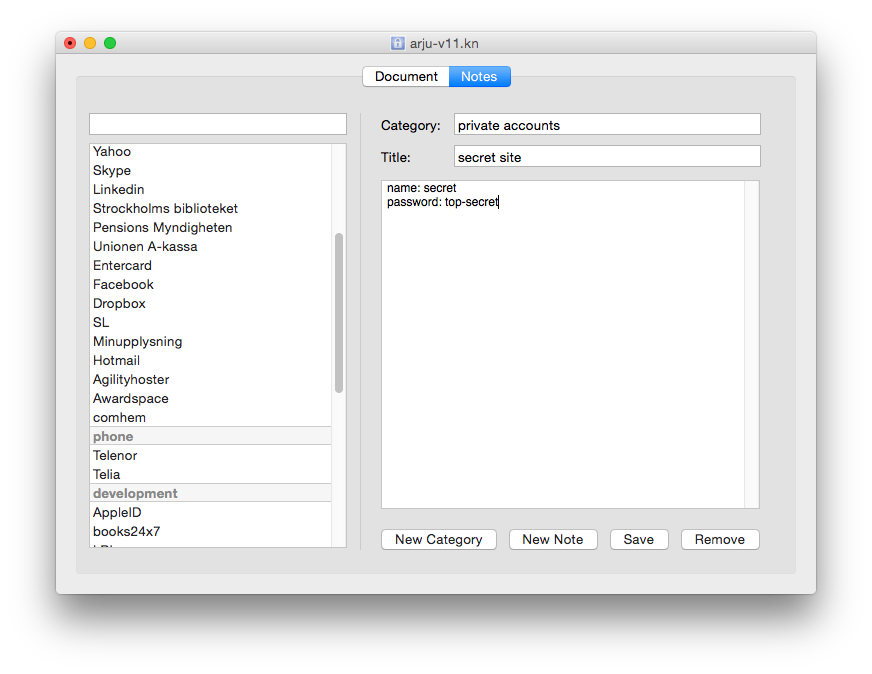 arju-v11.kn
Document
Notes
Yahoo
Skype
Linkedin
Strockholms biblioteket
Pensions Myndigheten
Unionen A-kassa
Entercard
Facebook
Dropbox
SL
Minupplysning
Hotmail
Agilityhoster
Awardspace
comhem
phone
Telenor
Telia
development
AppleID
books24x7
Category: private accounts
Title: secret site
name: secret
password: top-secret
New Category
New Note
Save
Remove